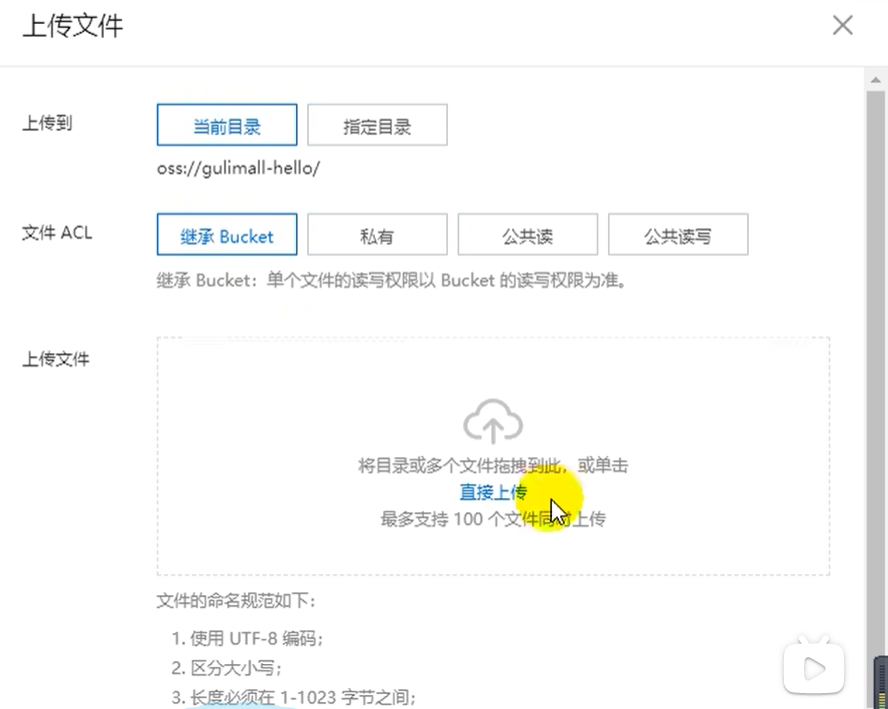 上传文件
上传到
当前目录 指定目录
oss://gulimall-hello/
文件 ACL
继承 Bucket 私有 公共读 公共读写
继承 Bucket：单个文件的读写权限以 Bucket 的读写权限为准。
上传文件
将目录或多个文件拖拽到此，或单击
直接上传
最多支持 100 个文件同时上传
文件的命名规范如下：
1. 使用 UTF-8 编码；
2. 区分大小写；
3. 长度必须在 1-1023 字节之间；